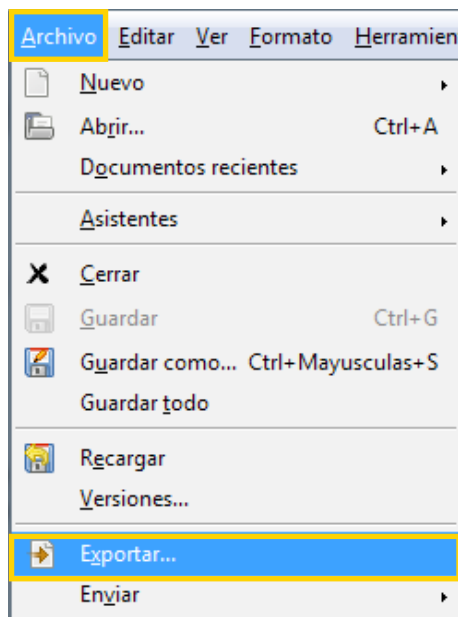 Archivo Editar Ver Formato Herramien
Nuevo
Abrir... Ctrl+A
Documentos recientes
Asistentes
Cerrar
Guardar Ctrl+G
Guardar como... Ctrl+Mayusculas+S
Guardar todo
Recargar
Versiones...
Exportar...
Enviar